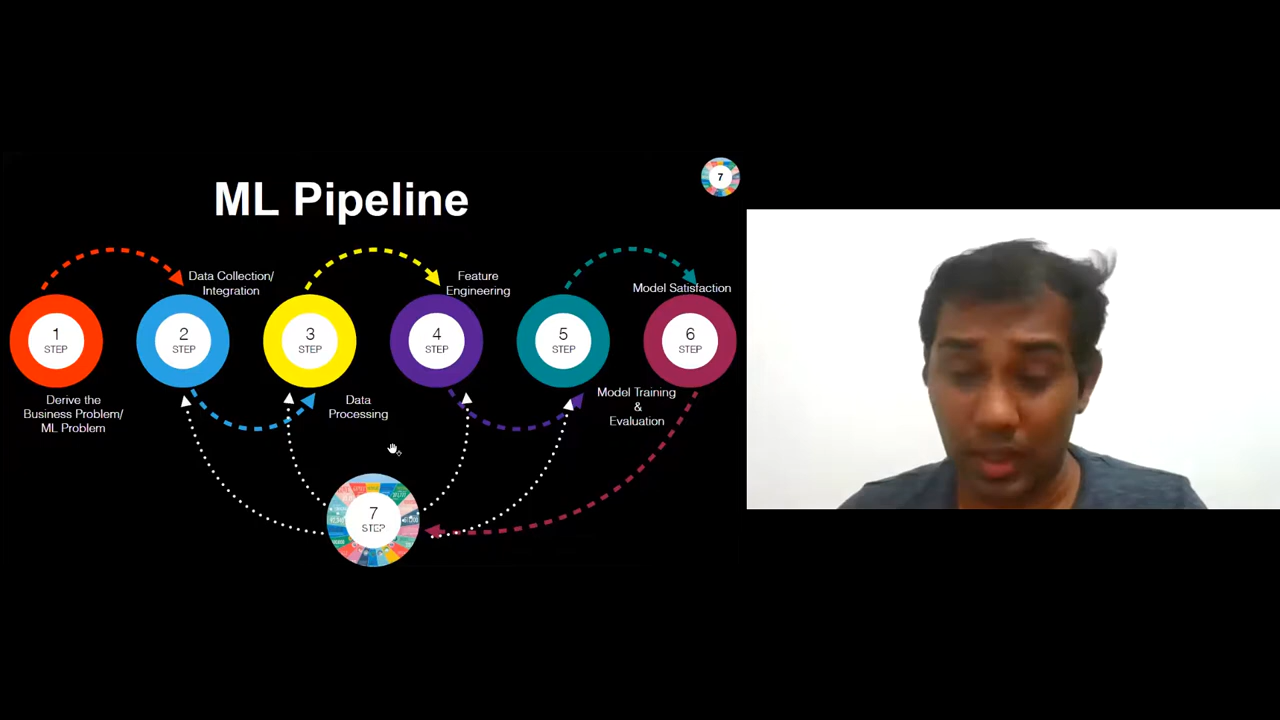 ML Pipeline
7
Data Collection/
Integration
Feature
Engineering
Model Satisfaction
1
STEP
2
STEP
3
STEP
4
STEP
5
STEP
6
STEP
Derive the
Business Problem/
ML Problem
Data
Processing
Model Training
&
Evaluation
7
STEP